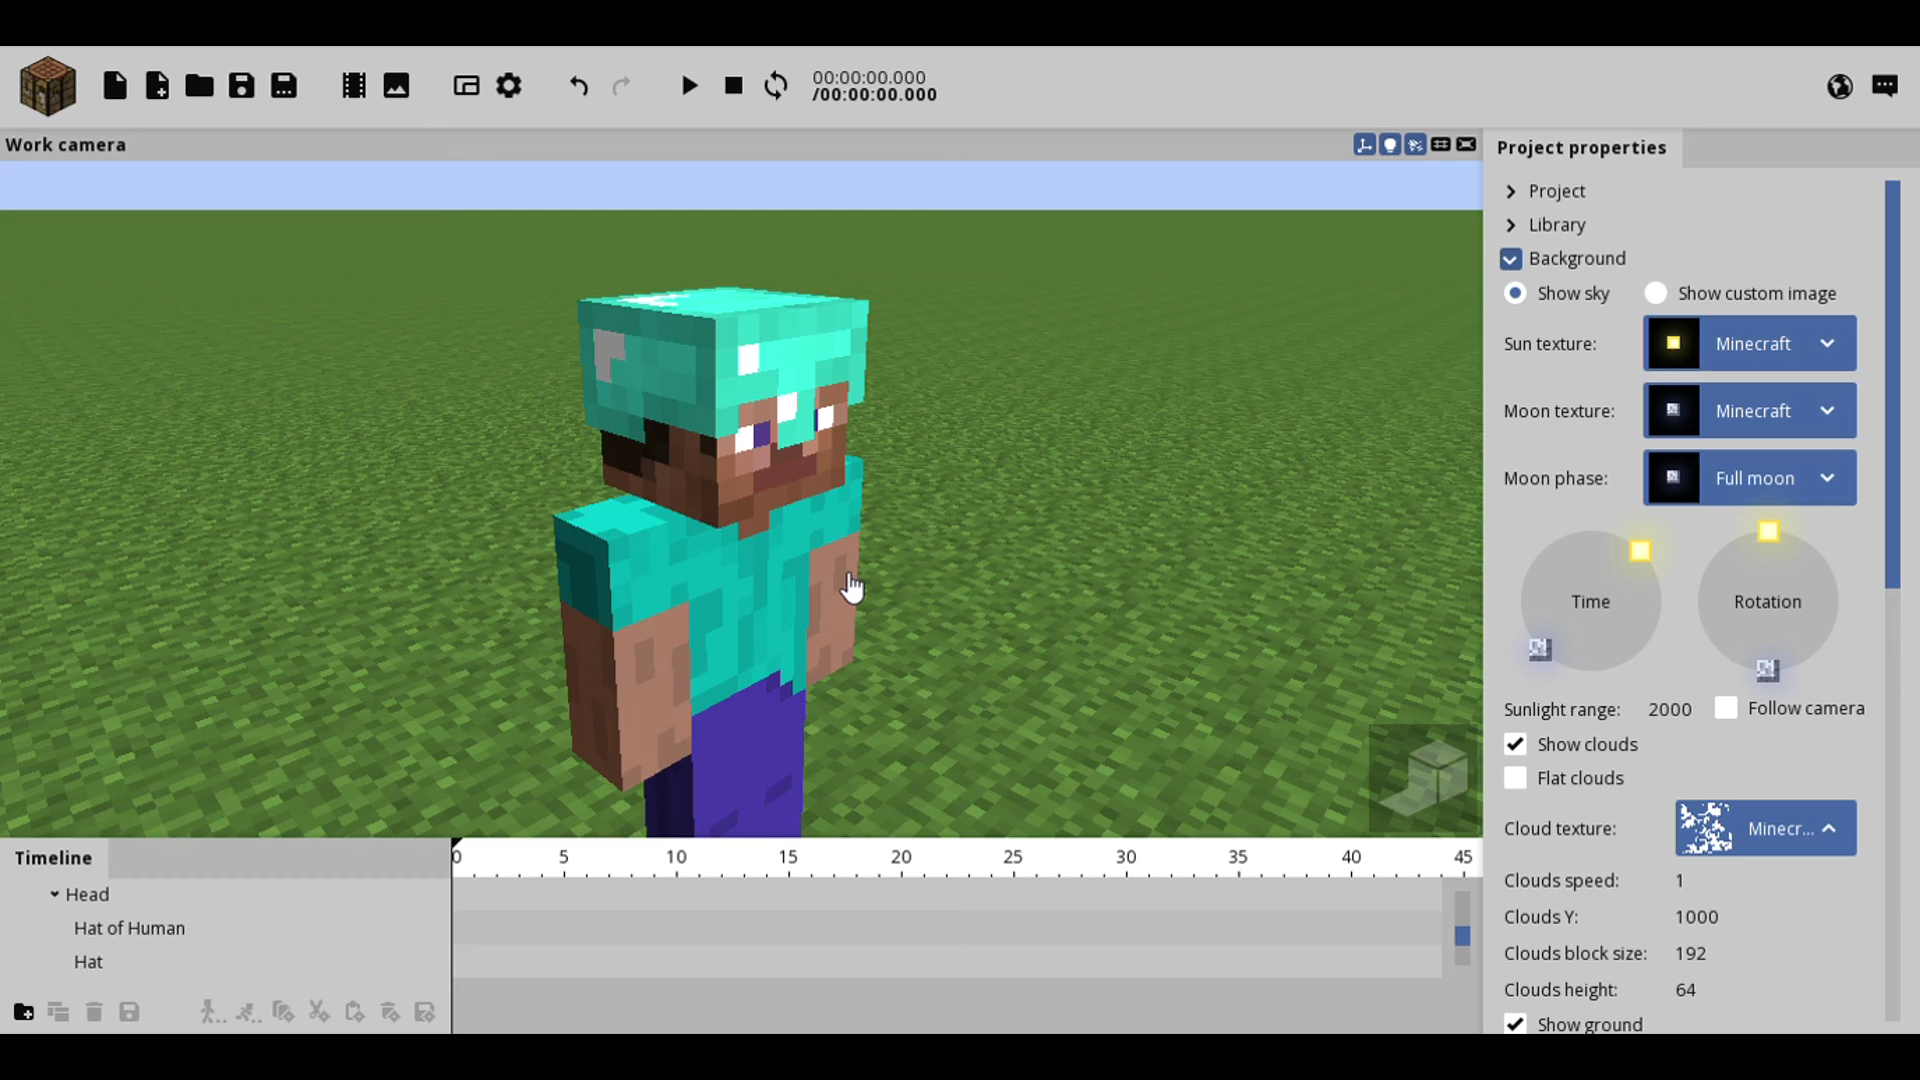 00:00:00.000
/00:00:00.000
Work camera
Project properties
Project
Library
Background
Show sky
Show custom image
Sun texture:
Minecraft
Moon texture:
Minecraft
Moon phase:
Full moon
Time
Rotation
Sunlight range:
2000
Follow camera
Show clouds
Flat clouds
Cloud texture:
Minecr...
Clouds speed:
1
Clouds Y:
1000
Clouds block size:
192
Clouds height:
64
Show ground
Timeline
0 5 10 15 20 25 30 35 40 45
Head
Hat of Human
Hat